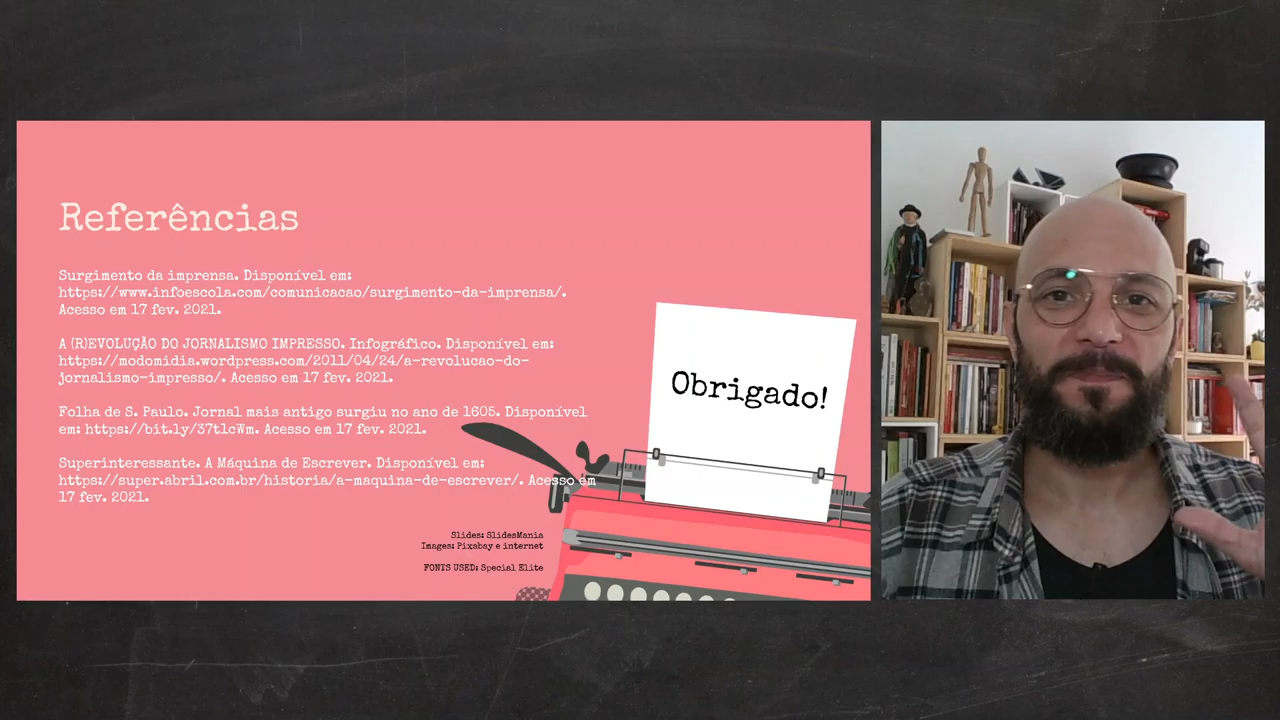 Referências
Surgimento da imprensa. Disponível em:
https://www.infoescola.com/comunicacao/surgimento-da-imprensa/.
Acesso em 17 fev. 2021.
A (R)EVOLUÇÃO DO JORNALISMO IMPRESSO. Infográfico. Disponível em:
https://modomidia.wordpress.com/2011/04/24/a-revolucao-do-
jornalismo-impresso/. Acesso em 17 fev. 2021.
Folha de S. Paulo. Jornal mais antigo surgiu no ano de 1605. Disponível
em: https://bit.ly/37tlcWm. Acesso em 17 fev. 2021.
Superinteressante. A Máquina de Escrever. Disponível em:
https://super.abril.com.br/historia/a-maquina-de-escrever/. Acesso em
17 fev. 2021.
Slides: SlidesMania
Images: Pixabay e internet
FONTS USED: Special Elite
Obrigado!